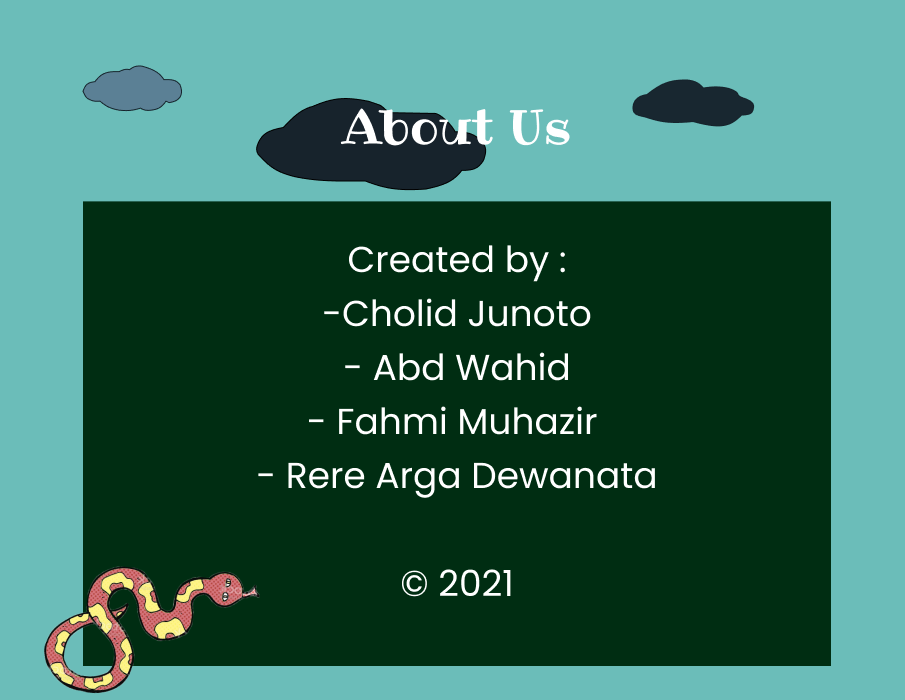 About Us
Created by :
-Cholid Junoto
- Abd Wahid
- Fahmi Muhazir
- Rere Arga Dewanata
© 2021